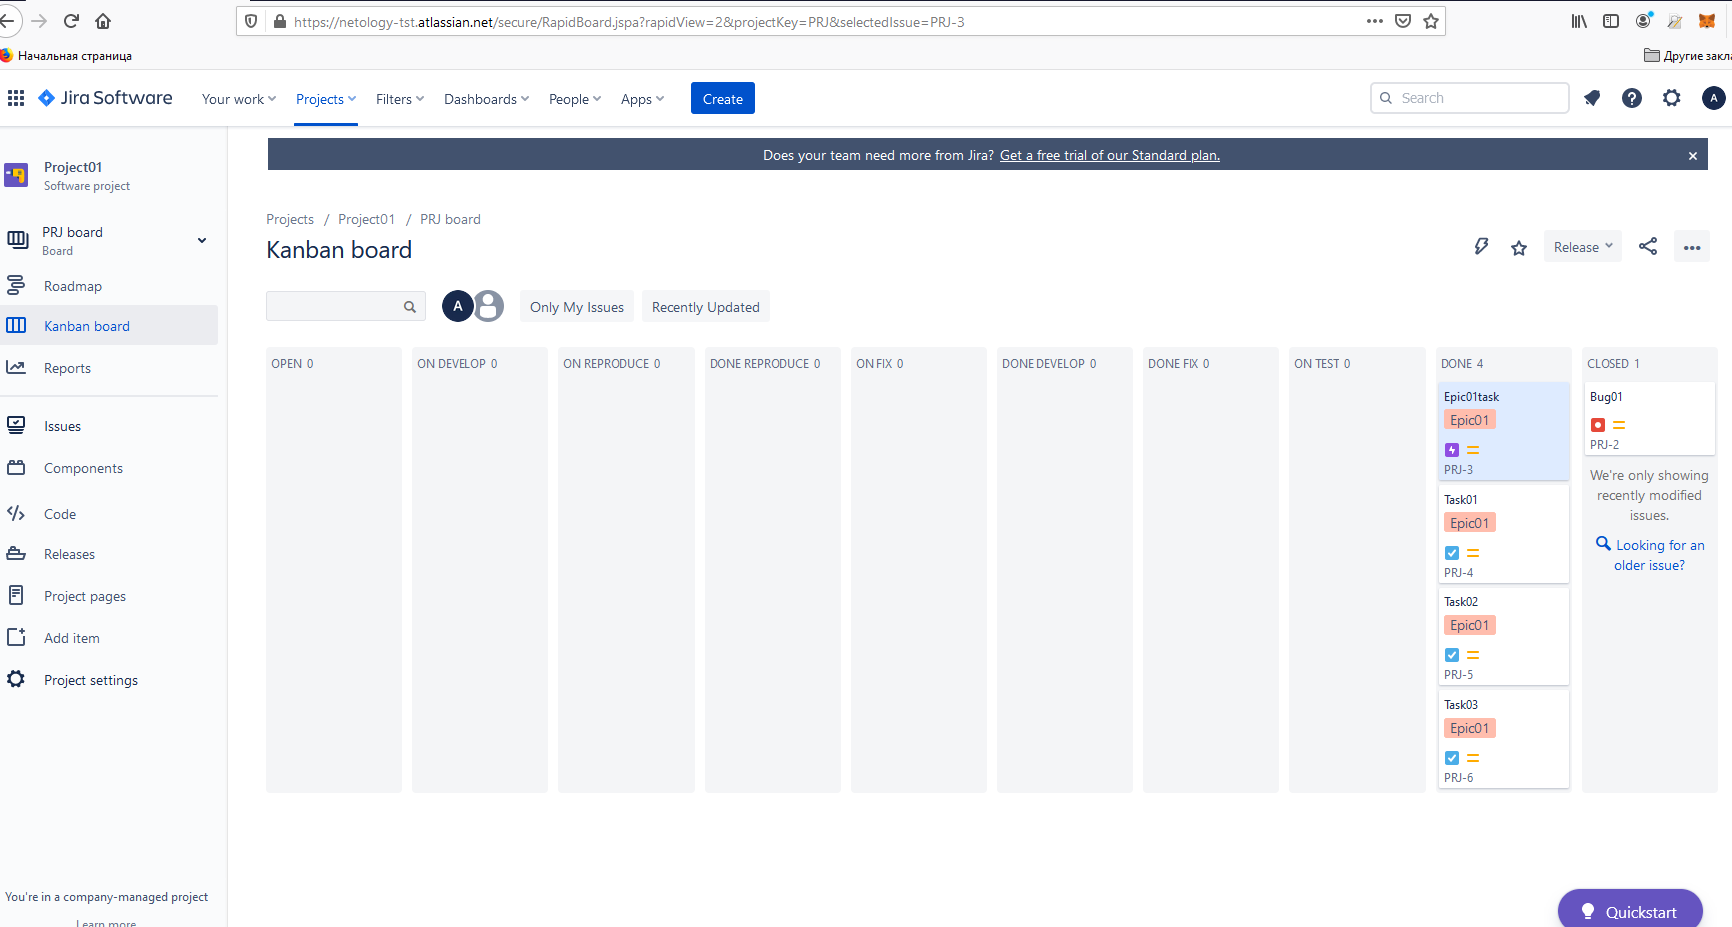 https://netology-tst.atlassian.net/secure/RapidBoard.jspa?rapidView=2&projectKey=PRJ&selectedIssue=PRJ-3
Начальная страница
Другие закла
Jira Software
Your work
Projects
Filters
Dashboards
People
Apps
Create
Search
A
Project01
Software project
PRJ board
Board
Roadmap
Kanban board
Reports
Issues
Components
Code
Releases
Project pages
Add item
Project settings
You're in a company-managed project
Learn more
Does your team need more from Jira? Get a free trial of our Standard plan.
Projects / Project01 / PRJ board
Kanban board
Release
A
Only My Issues
Recently Updated
OPEN 0
ON DEVELOP 0
ON REPRODUCE 0
DONE REPRODUCE 0
ON FIX 0
DONE DEVELOP 0
DONE FIX 0
ON TEST 0
DONE 4
Epic01task
Epic01
PRJ-3
Task01
Epic01
PRJ-4
Task02
Epic01
PRJ-5
Task03
Epic01
PRJ-6
CLOSED 1
Bug01
PRJ-2
We're only showing
recently modified
issues.
Looking for an
older issue?
Quickstart